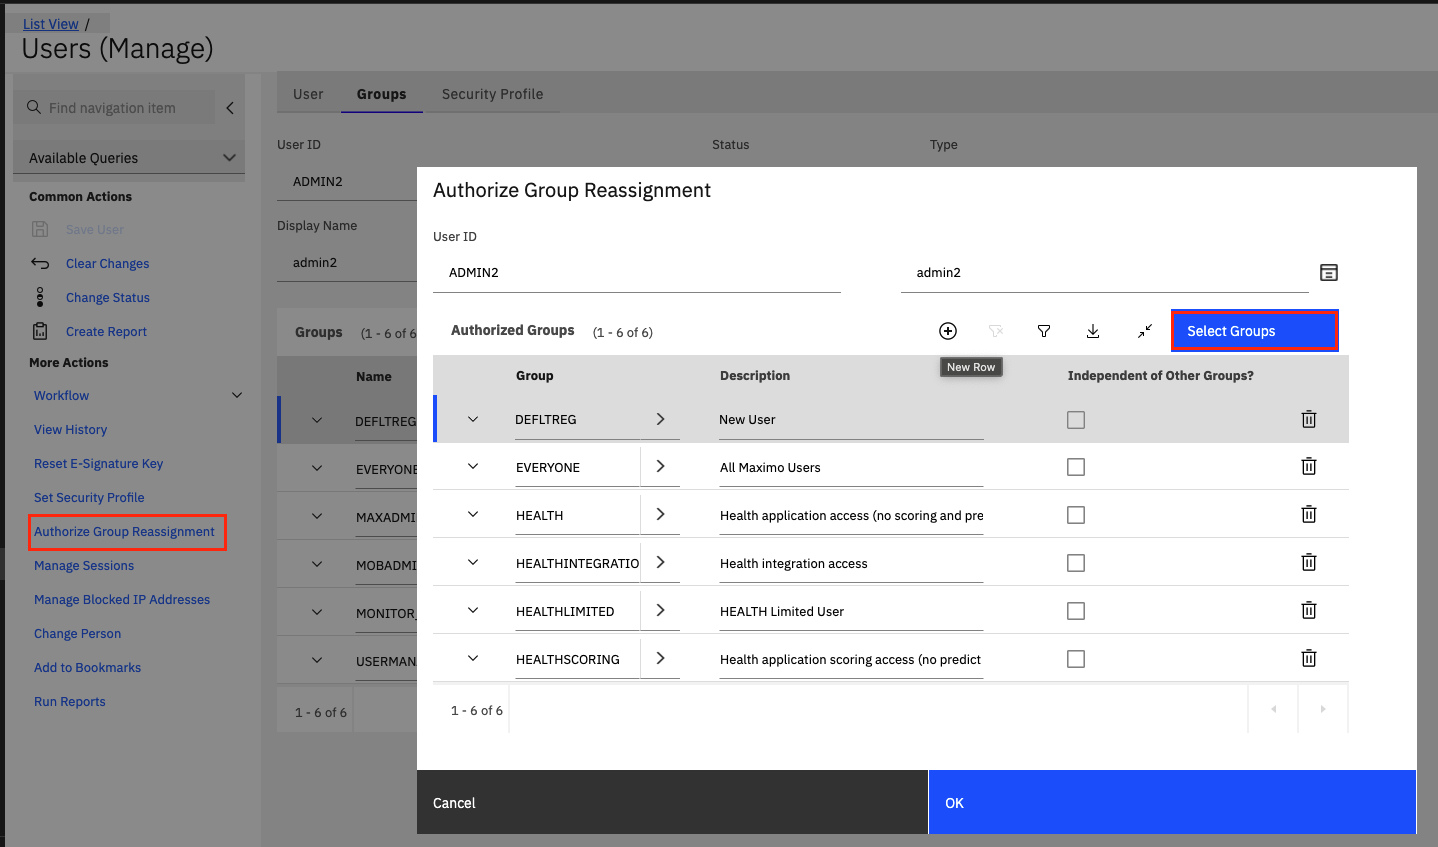 List View /
Users (Manage)
Find navigation item
User
Groups
Security Profile
Available Queries
User ID
Status
Type
ADMIN2
Display Name
admin2
Common Actions
Save User
Clear Changes
Change Status
Create Report
More Actions
Workflow
View History
Reset E-Signature Key
Set Security Profile
Authorize Group Reassignment
Manage Sessions
Manage Blocked IP Addresses
Change Person
Add to Bookmarks
Run Reports
Groups (1 - 6 of 6
Name
DEFLTREG
EVERYONE
MAXADMI
MOBADMI
MONITOR_
USERMAN
1 - 6 of 6
Authorize Group Reassignment
User ID
ADMIN2
admin2
Authorized Groups (1 - 6 of 6)
Select Groups
New Row
Group Description Independent of Other Groups?
DEFLTREG New User
EVERYONE All Maximo Users
HEALTH Health application access (no scoring and pre
HEALTHINTEGRATIO Health integration access
HEALTHLIMITED HEALTH Limited User
HEALTHSCORING Health application scoring access (no predict
1 - 6 of 6
Cancel
OK